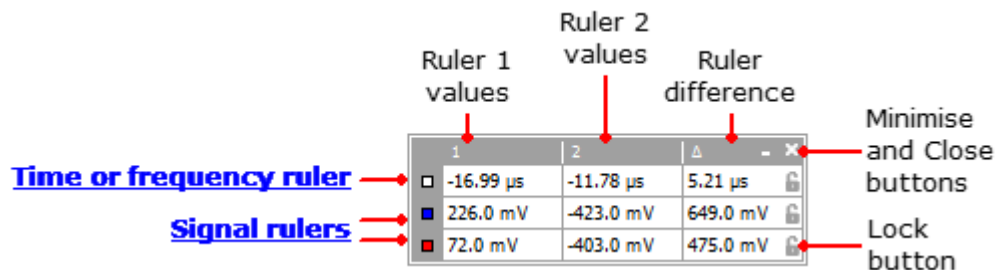 Ruler 1
values
Ruler 2
values
Ruler
difference
Minimise
and Close
buttons
Time or frequency ruler
Signal rulers
Lock
button
1 2 Δ
-16.99 µs -11.78 µs 5.21 µs
226.0 mV -423.0 mV 649.0 mV
72.0 mV -403.0 mV 475.0 mV